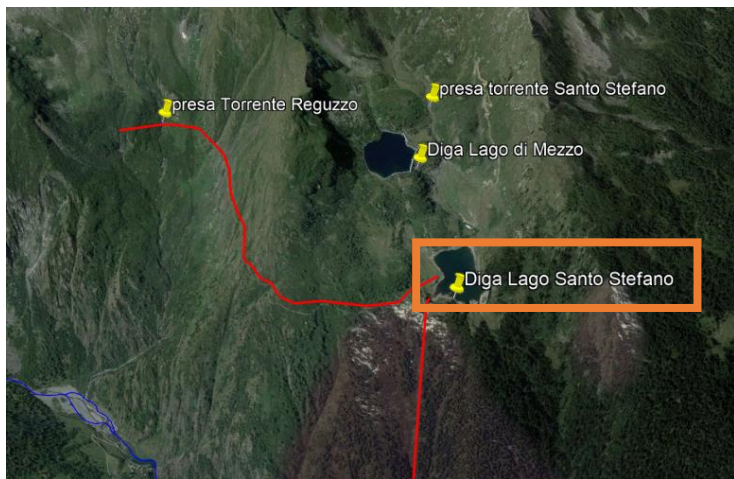 presa torrente Santo Stefano
presa Torrente Reguzzo
Diga Lago di Mezzo
Diga Lago Santo Stefano